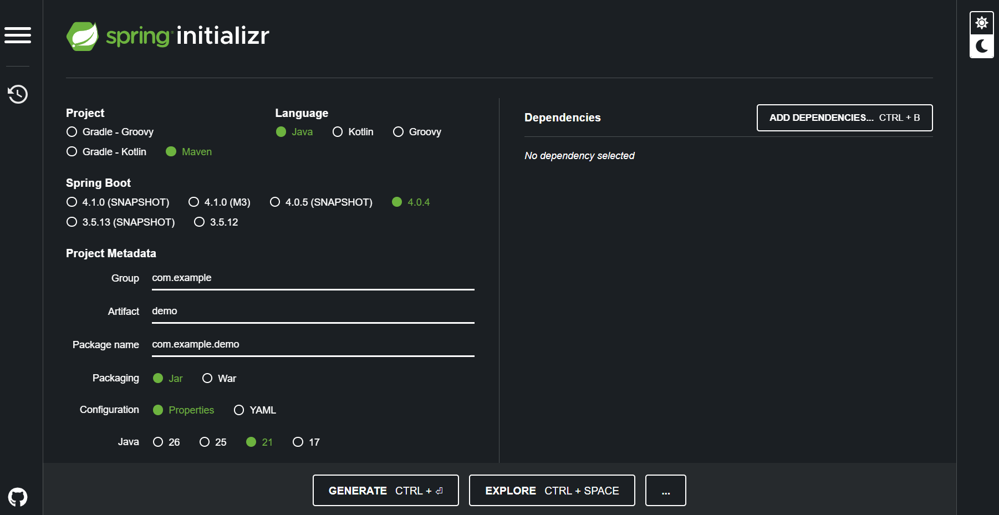 spring initializr
Project
Gradle - Groovy
Gradle - Kotlin
Maven
Language
Java
Kotlin
Groovy
Spring Boot
4.1.0 (SNAPSHOT)
4.1.0 (M3)
4.0.5 (SNAPSHOT)
4.0.4
3.5.13 (SNAPSHOT)
3.5.12
Project Metadata
Group com.example
Artifact demo
Package name com.example.demo
Packaging Jar War
Configuration Properties YAML
Java 26 25 21 17
Dependencies
ADD DEPENDENCIES... CTRL + B
No dependency selected
GENERATE CTRL + ⏎
EXPLORE CTRL + SPACE
...